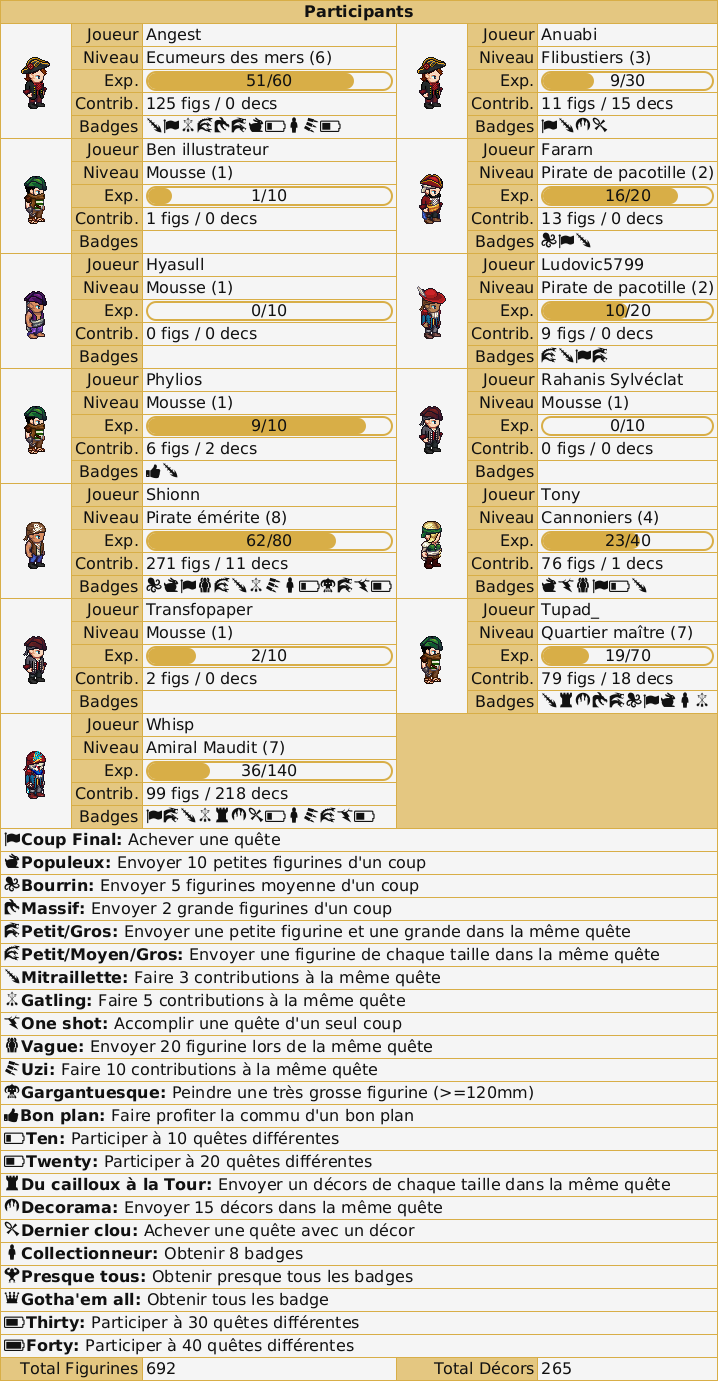 Participants
Joueur Angest
Niveau Ecumeurs des mers (6)
Exp. 51/60
Contrib. 125 figs / 0 decs
Badges
Joueur Anuabi
Niveau Flibustiers (3)
Exp. 9/30
Contrib. 11 figs / 15 decs
Badges
Joueur Ben illustrateur
Niveau Mousse (1)
Exp. 1/10
Contrib. 1 figs / 0 decs
Badges
Joueur Fararn
Niveau Pirate de pacotille (2)
Exp. 16/20
Contrib. 13 figs / 0 decs
Badges
Joueur Hyasull
Niveau Mousse (1)
Exp. 0/10
Contrib. 0 figs / 0 decs
Badges
Joueur Ludovic5799
Niveau Pirate de pacotille (2)
Exp. 10/20
Contrib. 9 figs / 0 decs
Badges
Joueur Phylios
Niveau Mousse (1)
Exp. 9/10
Contrib. 6 figs / 2 decs
Badges
Joueur Rahanis Sylvéclat
Niveau Mousse (1)
Exp. 0/10
Contrib. 0 figs / 0 decs
Badges
Joueur Shionn
Niveau Pirate émérite (8)
Exp. 62/80
Contrib. 271 figs / 11 decs
Badges
Joueur Tony
Niveau Cannoniers (4)
Exp. 23/40
Contrib. 76 figs / 1 decs
Badges
Joueur Transfopaper
Niveau Mousse (1)
Exp. 2/10
Contrib. 2 figs / 0 decs
Badges
Joueur Tupad_
Niveau Quartier maître (7)
Exp. 19/70
Contrib. 79 figs / 18 decs
Badges
Joueur Whisp
Niveau Amiral Maudit (7)
Exp. 36/140
Contrib. 99 figs / 218 decs
Badges
Coup Final: Achever une quête
Populeux: Envoyer 10 petites figurines d'un coup
Bourrin: Envoyer 5 figurines moyenne d'un coup
Massif: Envoyer 2 grande figurines d'un coup
Petit/Gros: Envoyer une petite figurine et une grande dans la même quête
Petit/Moyen/Gros: Envoyer une figurine de chaque taille dans la même quête
Mitraillette: Faire 3 contributions à la même quête
Gatling: Faire 5 contributions à la même quête
One shot: Accomplir une quête d'un seul coup
Vague: Envoyer 20 figurine lors de la même quête
Uzi: Faire 10 contributions à la même quête
Gargantuesque: Peindre une très grosse figurine (>=120mm)
Bon plan: Faire profiter la commu d'un bon plan
Ten: Participer à 10 quêtes différentes
Twenty: Participer à 20 quêtes différentes
Du cailloux à la Tour: Envoyer un décors de chaque taille dans la même quête
Decorama: Envoyer 15 décors dans la même quête
Dernier clou: Achever une quête avec un décor
Collectionneur: Obtenir 8 badges
Presque tous: Obtenir presque tous les badges
Gotha'em all: Obtenir tous les badge
Thirty: Participer à 30 quêtes différentes
Forty: Participer à 40 quêtes différentes
Total Figurines 692 Total Décors 265